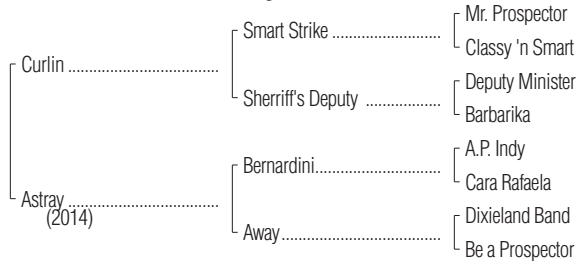 Mr. Prospector
Smart Strike ........................
Classy 'n Smart
Curlin ..................................
Deputy Minister
Sherriff's Deputy .................
Barbarika
A.P. Indy
Bernardini............................
Cara Rafaela
Astray ..................................
(2014)
Dixieland Band
Away....................................
Be a Prospector